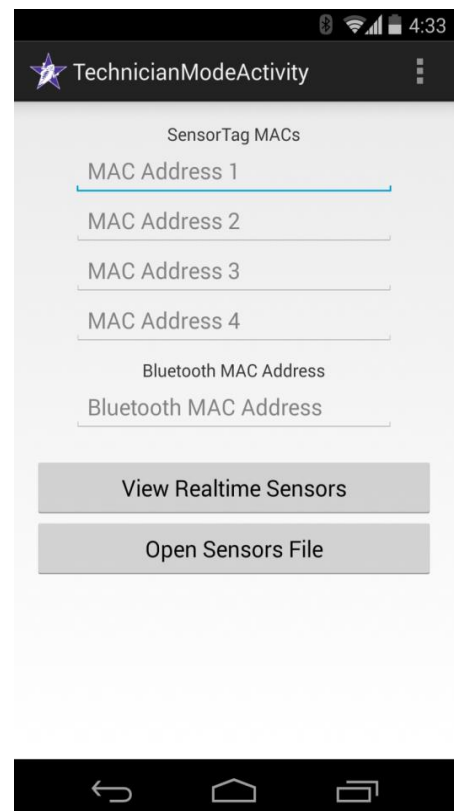 4:33
TechnicianModeActivity
SensorTag MACs
MAC Address 1
MAC Address 2
MAC Address 3
MAC Address 4
Bluetooth MAC Address
Bluetooth MAC Address
View Realtime Sensors
Open Sensors File